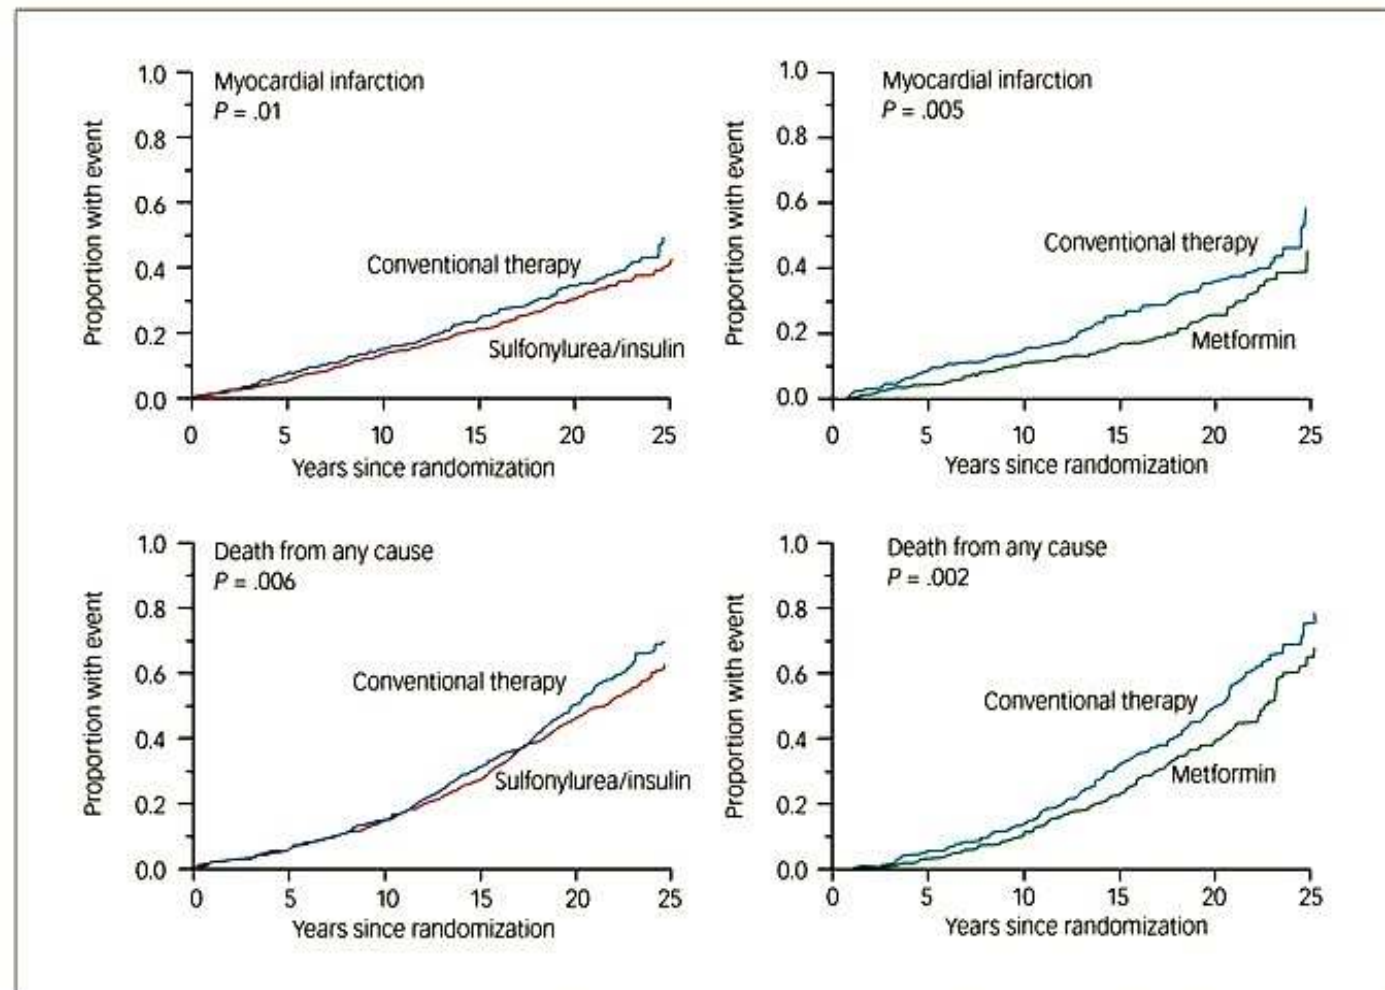 Myocardial infarction
P = .01
Proportion with event
1.0
0.8
0.6
0.4
0.2
0.0
Conventional therapy
Sulfonylurea/insulin
0 5 10 15 20 25
Years since randomization
Myocardial infarction
P = .005
Proportion with event
1.0
0.8
0.6
0.4
0.2
0.0
Conventional therapy
Metformin
0 5 10 15 20 25
Years since randomization
Death from any cause
P = .006
Proportion with event
1.0
0.8
0.6
0.4
0.2
0.0
Conventional therapy
Sulfonylurea/insulin
0 5 10 15 20 25
Years since randomization
Death from any cause
P = .002
Proportion with event
1.0
0.8
0.6
0.4
0.2
0.0
Conventional therapy
Metformin
0 5 10 15 20 25
Years since randomization